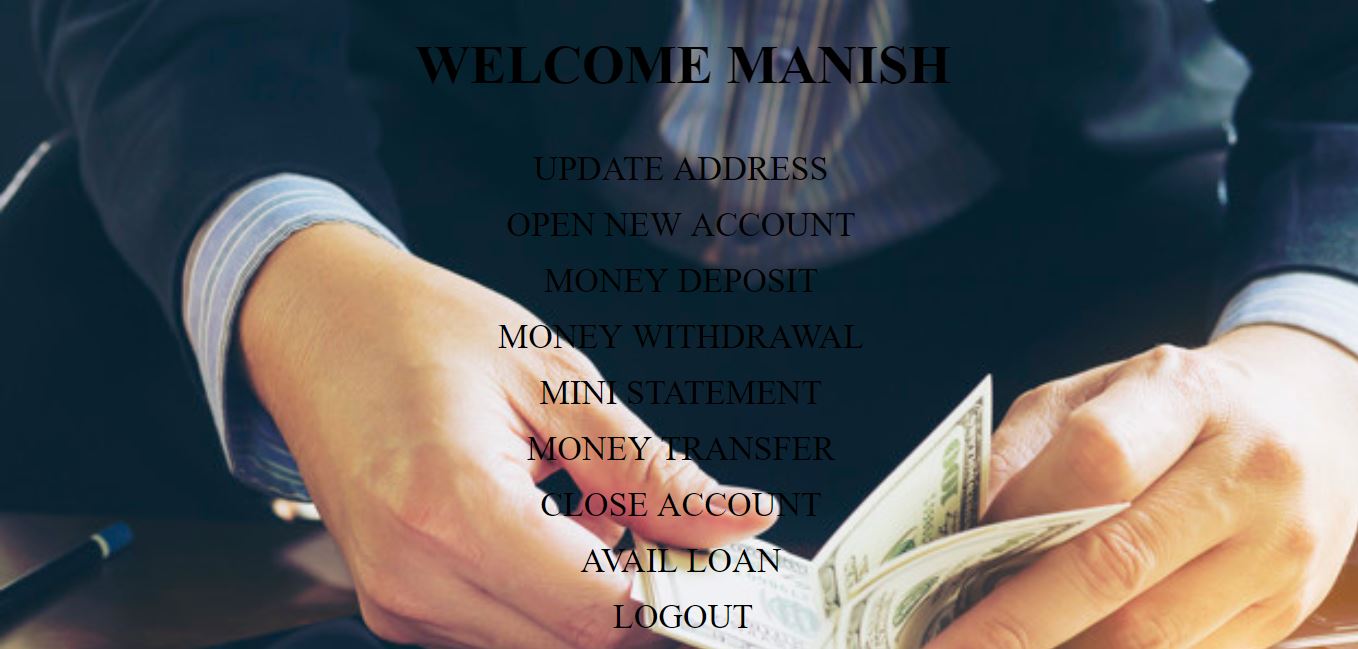 WELCOME MANISH
UPDATE ADDRESS
OPEN NEW ACCOUNT
MONEY DEPOSIT
MONEY WITHDRAWAL
MINI STATEMENT
MONEY TRANSFER
CLOSE ACCOUNT
AVAIL LOAN
LOGOUT